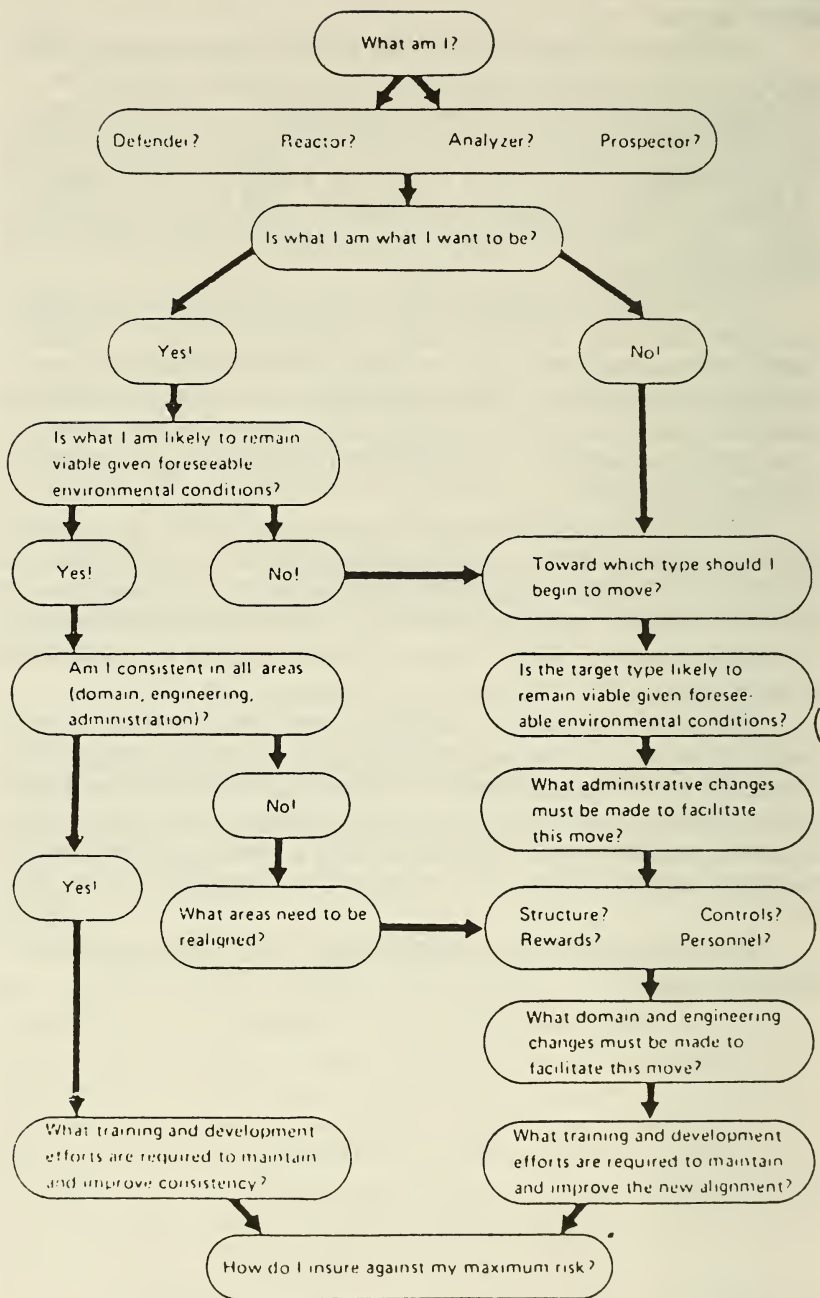 What am I?
Defender? Reactor? Analyzer? Prospector?
Is what I am what I want to be?
Yes!
No!
Is what I am likely to remain
viable given foreseeable
environmental conditions?
Yes!
No!
Toward which type should I
begin to move?
Am I consistent in all areas
(domain, engineering,
administration)?
Is the target type likely to
remain viable given foresee-
able environmental conditions?
No!
What administrative changes
must be made to facilitate
this move?
Yes!
What areas need to be
realigned?
Structure? Controls?
Rewards? Personnel?
What domain and engineering
changes must be made to
facilitate this move?
What training and development
efforts are required to maintain
and improve consistency?
What training and development
efforts are required to maintain
and improve the new alignment?
How do I insure against my maximum risk?